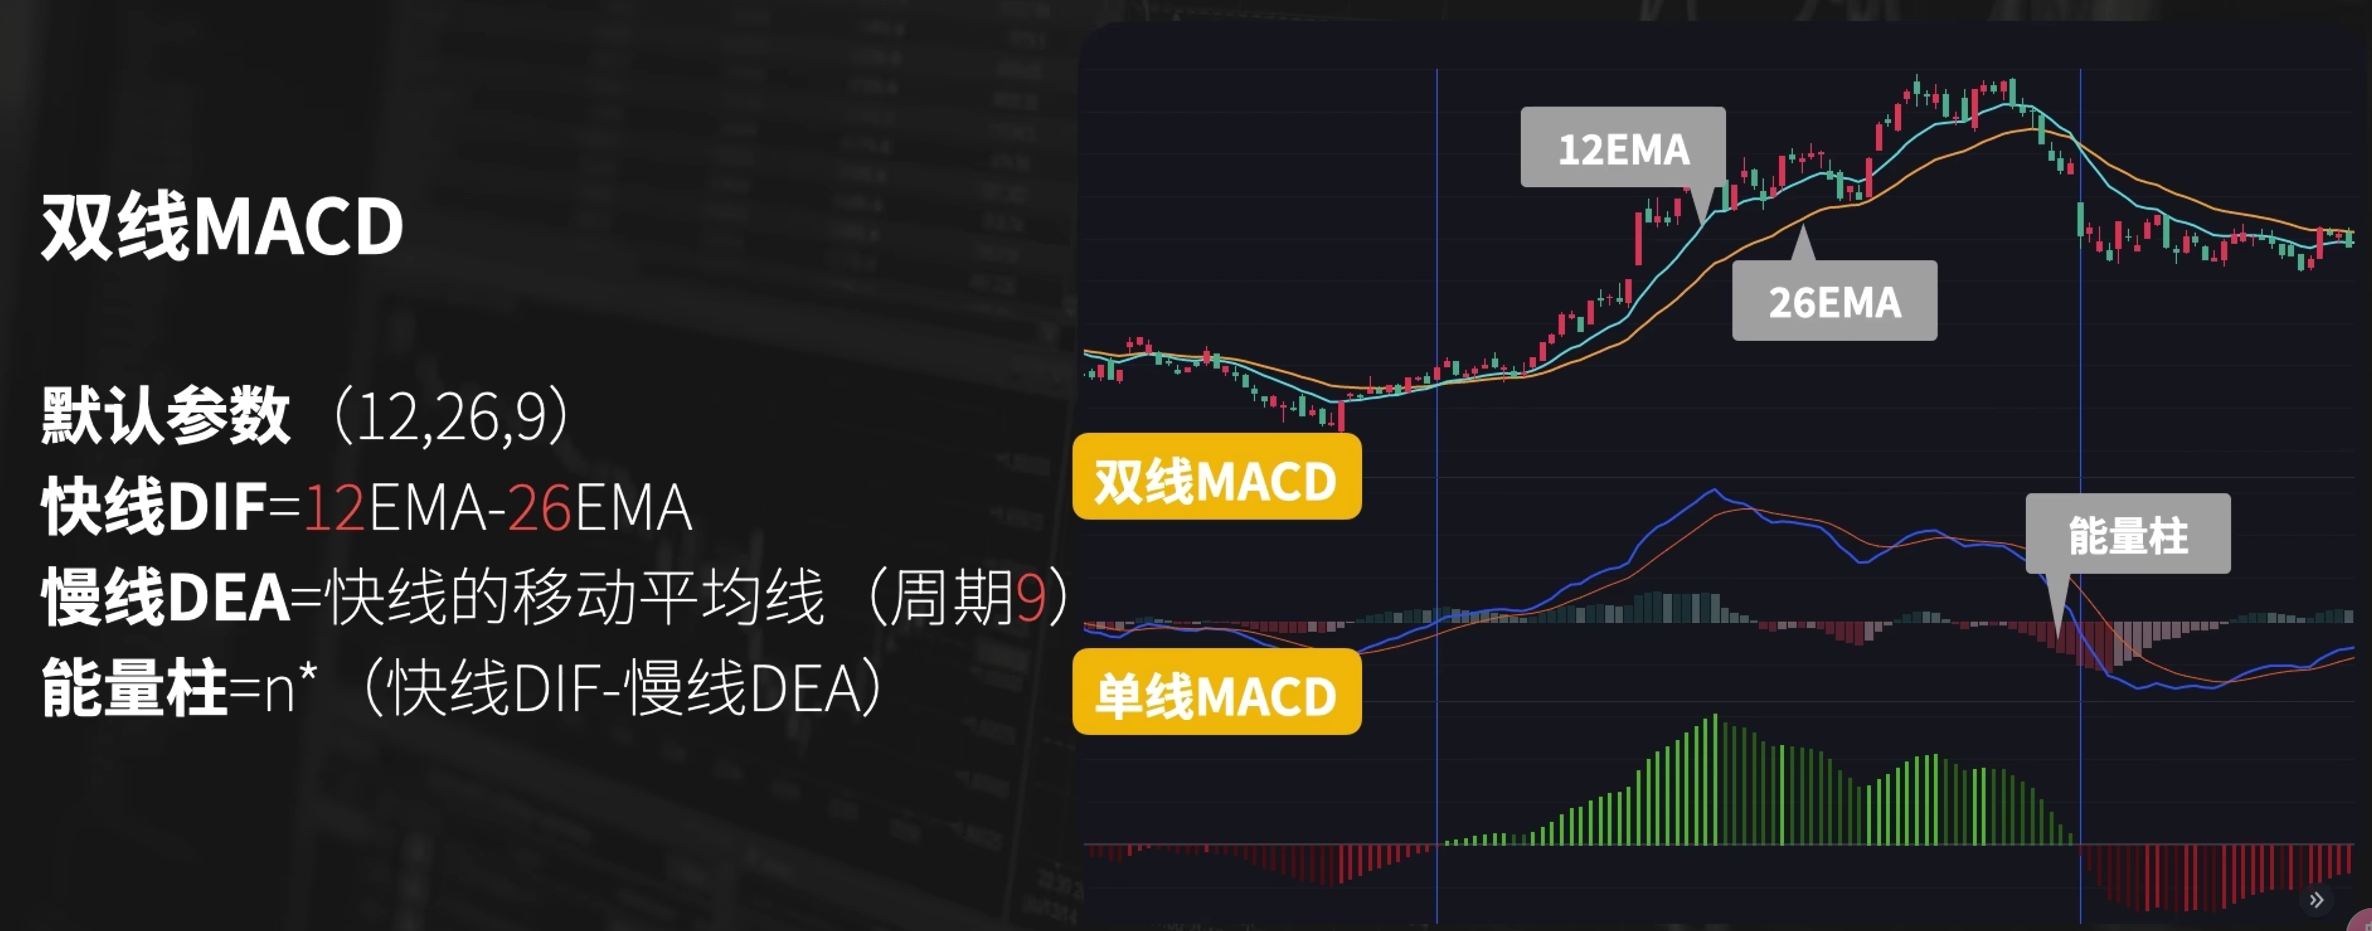 双线MACD
默认参数（12,26,9）
快线DIF=12EMA-26EMA
慢线DEA=快线的移动平均线（周期9）
能量柱=n*（快线DIF-慢线DEA）
12EMA
26EMA
双线MACD
能量柱
单线MACD